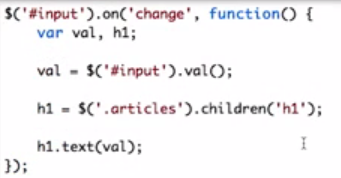 $('#input').on('change', function() {
    var val, h1;
    val = $('#input').val();
    h1 = $('.articles').children('h1');
    h1.text(val);
});